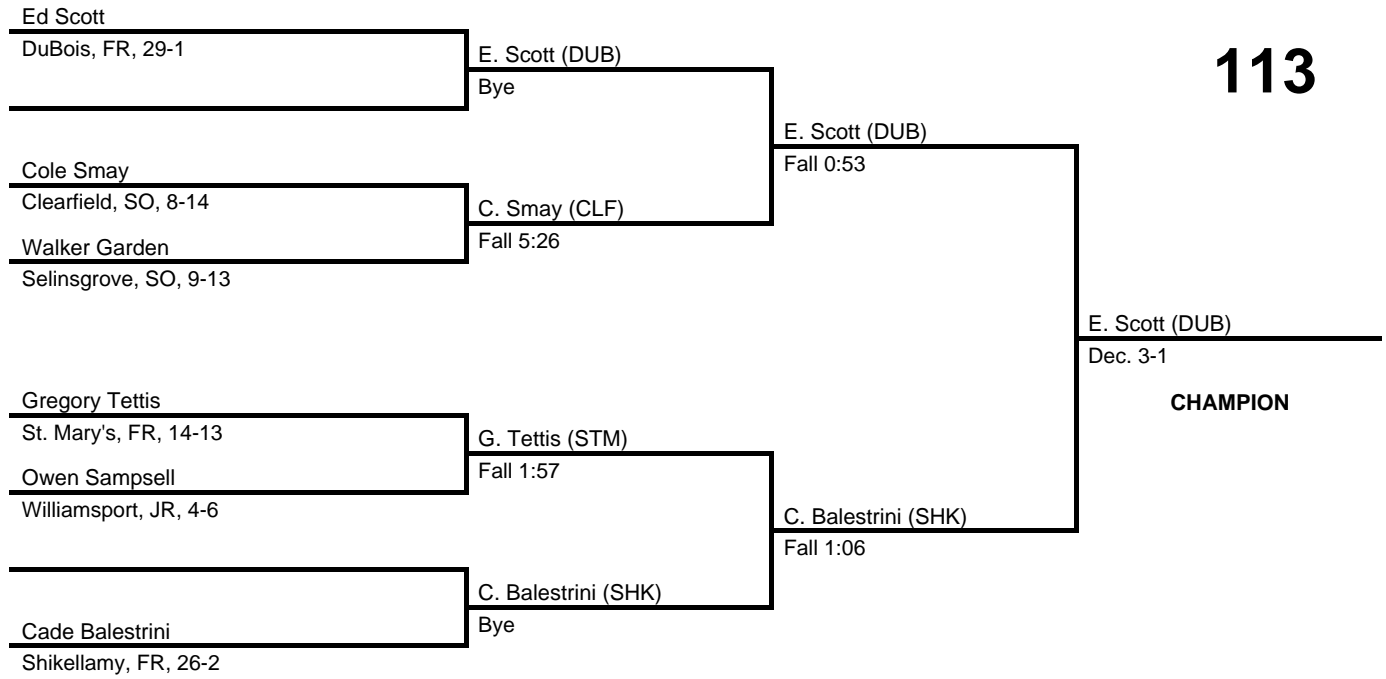 Ed Scott
DuBois, FR, 29-1
E. Scott (DUB)
Bye
113
E. Scott (DUB)
Fall 0:53
Cole Smay
Clearfield, SO, 8-14
C. Smay (CLF)
Fall 5:26
Walker Garden
Selinsgrove, SO, 9-13
E. Scott (DUB)
Dec. 3-1
CHAMPION
Gregory Tettis
St. Mary's, FR, 14-13
G. Tettis (STM)
Fall 1:57
Owen Sampsell
Williamsport, JR, 4-6
C. Balestrini (SHK)
Fall 1:06
C. Balestrini (SHK)
Bye
Cade Balestrini
Shikellamy, FR, 26-2